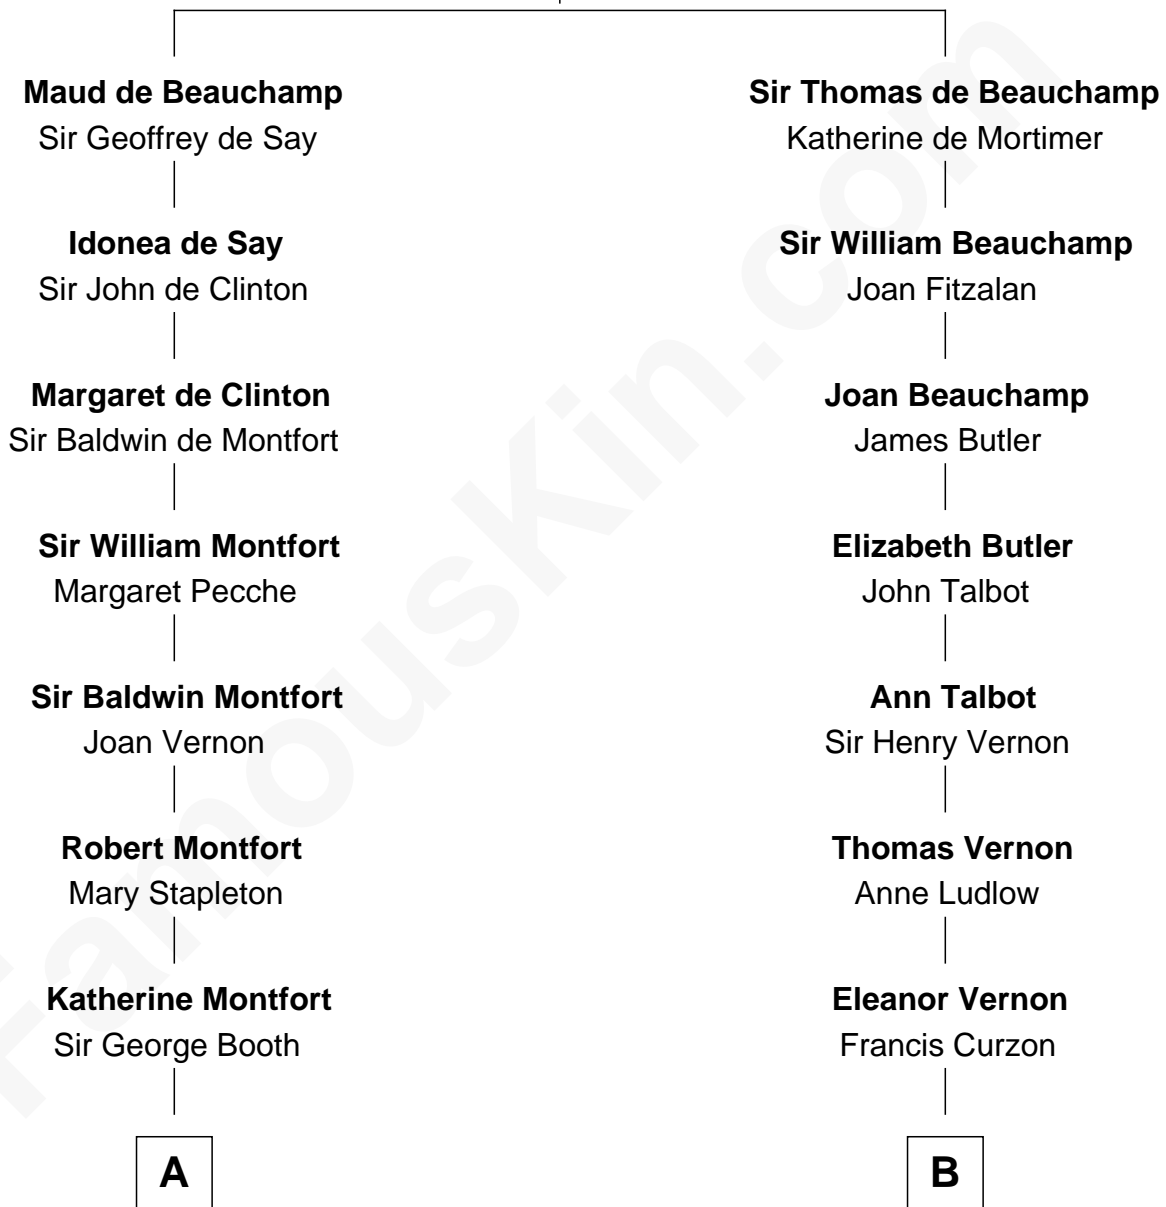 Maud de Beauchamp
Sir Geoffrey de Say
Idonea de Say
Sir John de Clinton
Margaret de Clinton
Sir Baldwin de Montfort
Sir William Montfort
Margaret Pecche
Sir Baldwin Montfort
Joan Vernon
Robert Montfort
Mary Stapleton
Katherine Montfort
Sir George Booth
A
Sir Thomas de Beauchamp
Katherine de Mortimer
Sir William Beauchamp
Joan Fitzalan
Joan Beauchamp
James Butler
Elizabeth Butler
John Talbot
Ann Talbot
Sir Henry Vernon
Thomas Vernon
Anne Ludlow
Eleanor Vernon
Francis Curzon
B
FamousKin.com